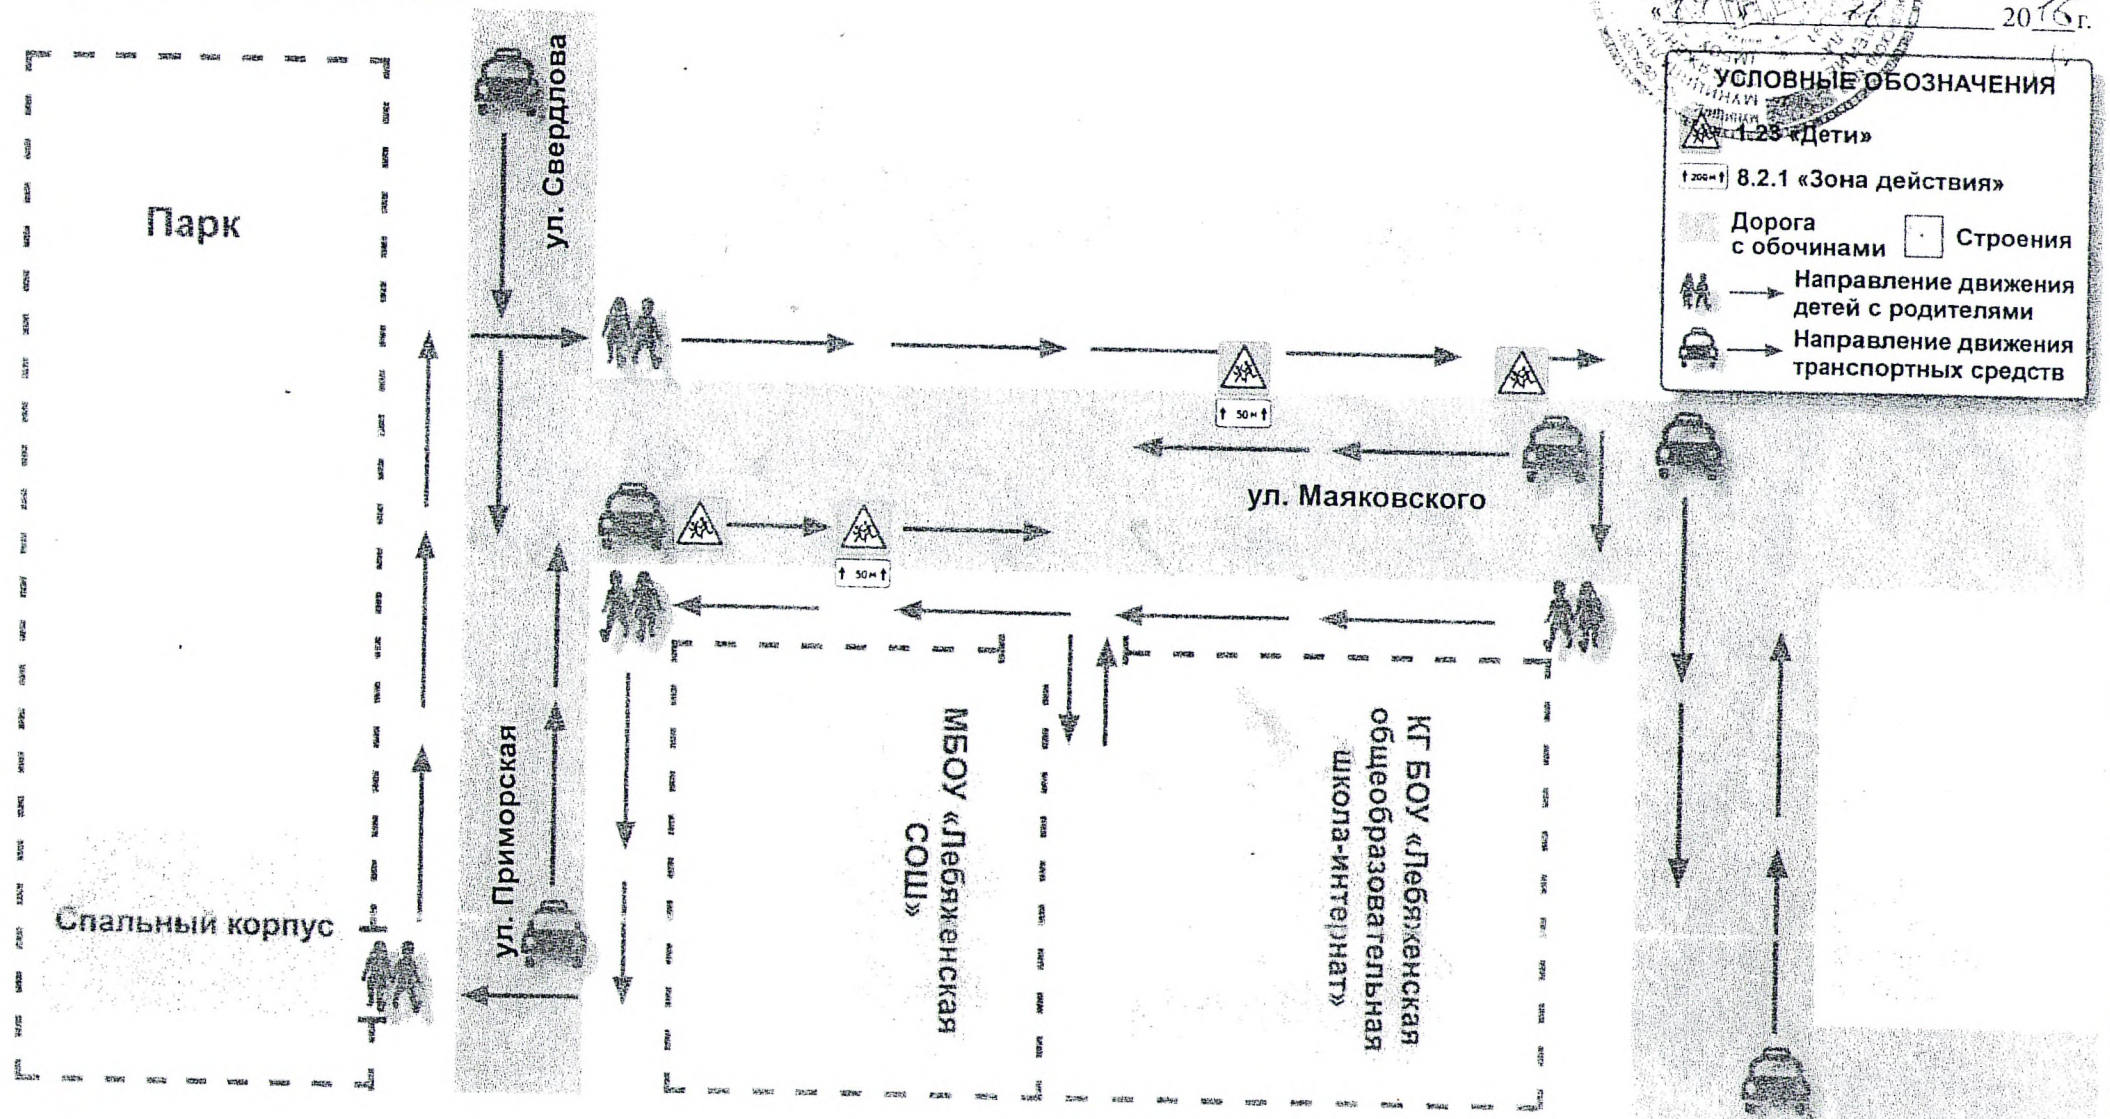 20 16 г.
УСЛОВНЫЕ ОБОЗНАЧЕНИЯ
1.23 «Дети»
↑ 200 м ↑ 8.2.1 «Зона действия»
Дорога
с обочинами
Строения
Направление движения
детей с родителями
Направление движения
транспортных средств
ул. Свердлова
Парк
↑ 50 м ↑
ул. Маяковского
↑ 50 м ↑
ул. Приморская
МБОУ «Лебяженская
СОШ»
КГ БОУ «Лебяженская
общеобразовательная
школа-интернат»
Спальный корпус